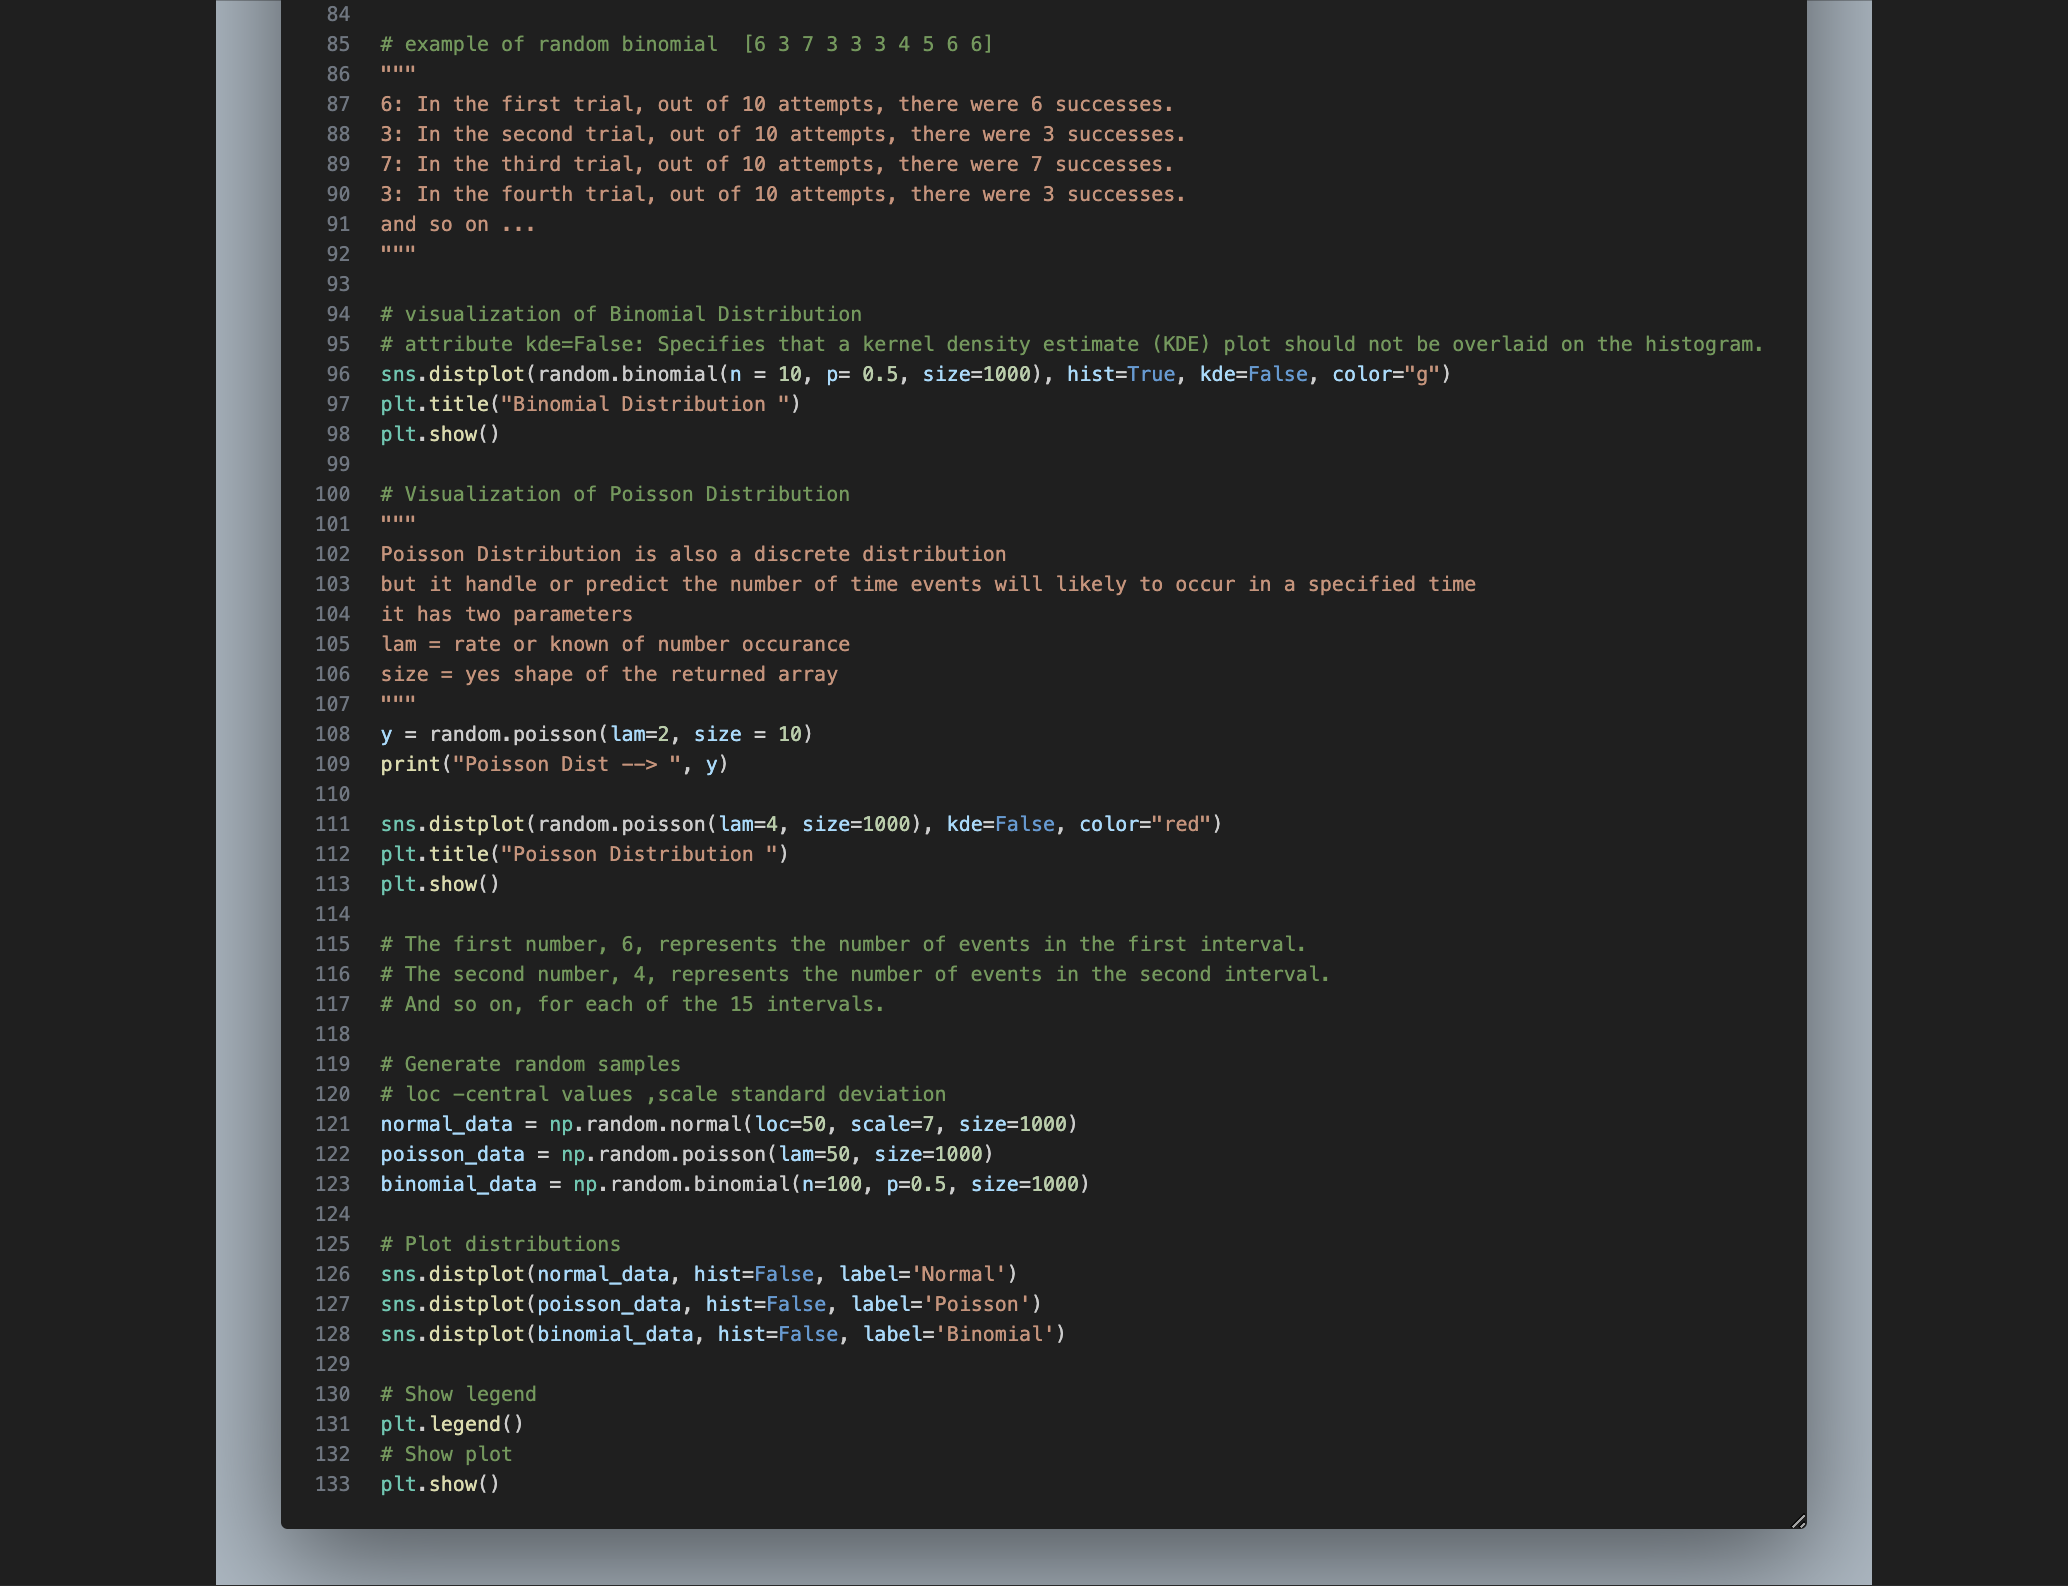 84
85 # example of random binomial  [6 3 7 3 3 3 4 5 6 6]
86 """
87 6: In the first trial, out of 10 attempts, there were 6 successes.
88 3: In the second trial, out of 10 attempts, there were 3 successes.
89 7: In the third trial, out of 10 attempts, there were 7 successes.
90 3: In the fourth trial, out of 10 attempts, there were 3 successes.
91 and so on ...
92 """
93
94 # visualization of Binomial Distribution
95 # attribute kde=False: Specifies that a kernel density estimate (KDE) plot should not be overlaid on the histogram.
96 sns.distplot(random.binomial(n = 10, p= 0.5, size=1000), hist=True, kde=False, color="g")
97 plt.title("Binomial Distribution ")
98 plt.show()
99
100 # Visualization of Poisson Distribution
101 """
102 Poisson Distribution is also a discrete distribution
103 but it handle or predict the number of time events will likely to occur in a specified time
104 it has two parameters
105 lam = rate or known of number occurance
106 size = yes shape of the returned array
107 """
108 y = random.poisson(lam=2, size = 10)
109 print("Poisson Dist --> ", y)
110
111 sns.distplot(random.poisson(lam=4, size=1000), kde=False, color="red")
112 plt.title("Poisson Distribution ")
113 plt.show()
114
115 # The first number, 6, represents the number of events in the first interval.
116 # The second number, 4, represents the number of events in the second interval.
117 # And so on, for each of the 15 intervals.
118
119 # Generate random samples
120 # loc -central values ,scale standard deviation
121 normal_data = np.random.normal(loc=50, scale=7, size=1000)
122 poisson_data = np.random.poisson(lam=50, size=1000)
123 binomial_data = np.random.binomial(n=100, p=0.5, size=1000)
124
125 # Plot distributions
126 sns.distplot(normal_data, hist=False, label='Normal')
127 sns.distplot(poisson_data, hist=False, label='Poisson')
128 sns.distplot(binomial_data, hist=False, label='Binomial')
129
130 # Show legend
131 plt.legend()
132 # Show plot
133 plt.show()